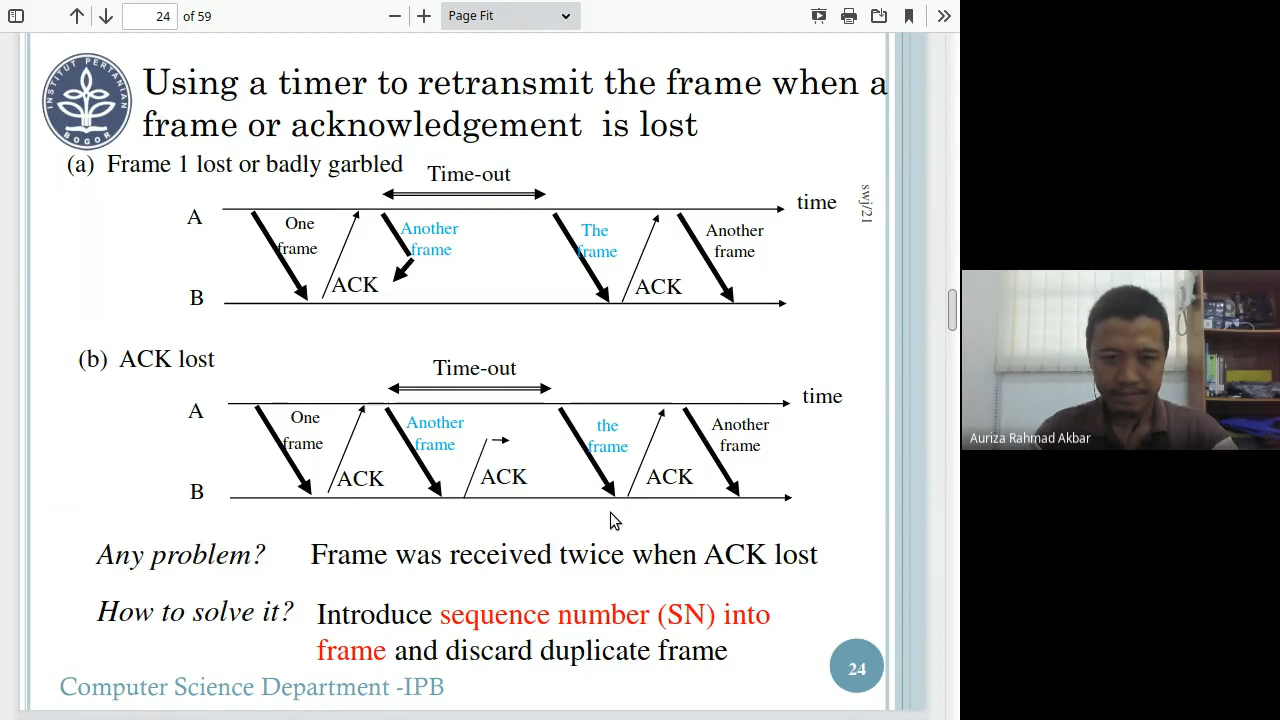 24 of 59
Page Fit
INSTITUT PERTANIAN BOGOR
Using a timer to retransmit the frame when a
frame or acknowledgement is lost
(a) Frame 1 lost or badly garbled
Time-out
time
swj/21
A
One
frame
Another
frame
The
frame
Another
frame
ACK
ACK
B
(b) ACK lost
Time-out
time
A
One
frame
Another
frame
the
frame
Another
frame
ACK
ACK
ACK
B
Any problem? Frame was received twice when ACK lost
How to solve it? Introduce sequence number (SN) into
frame and discard duplicate frame
24
Computer Science Department -IPB
Auriza Rahmad Akbar